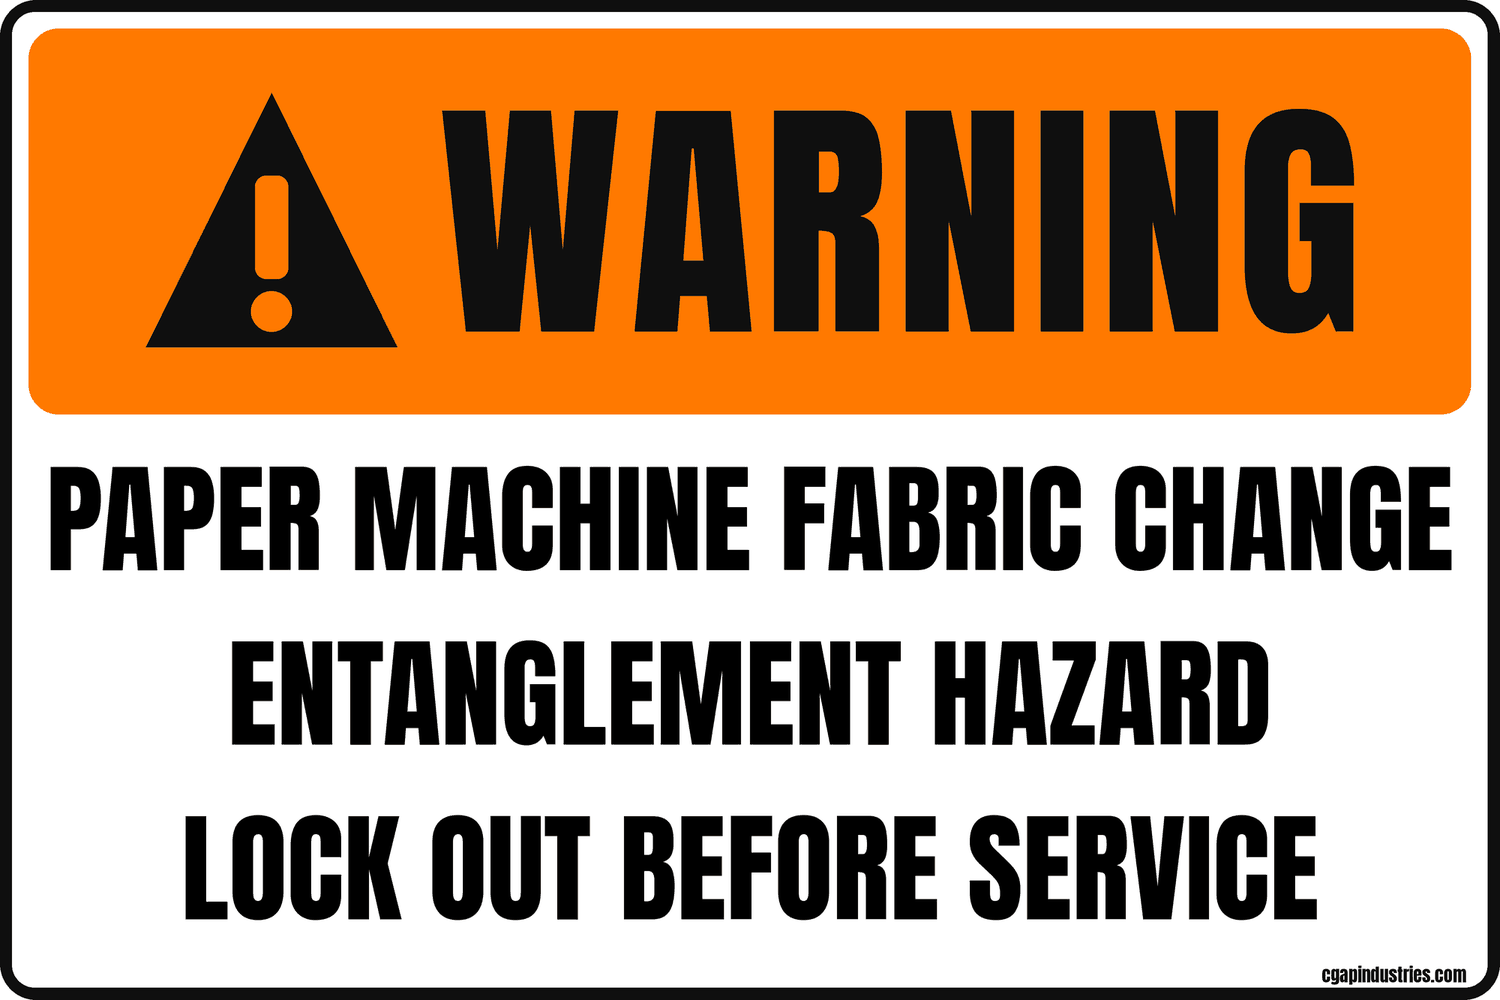 WARNING
PAPER MACHINE FABRIC CHANGE
ENTANGLEMENT HAZARD
LOCK OUT BEFORE SERVICE
cgapindustries.com